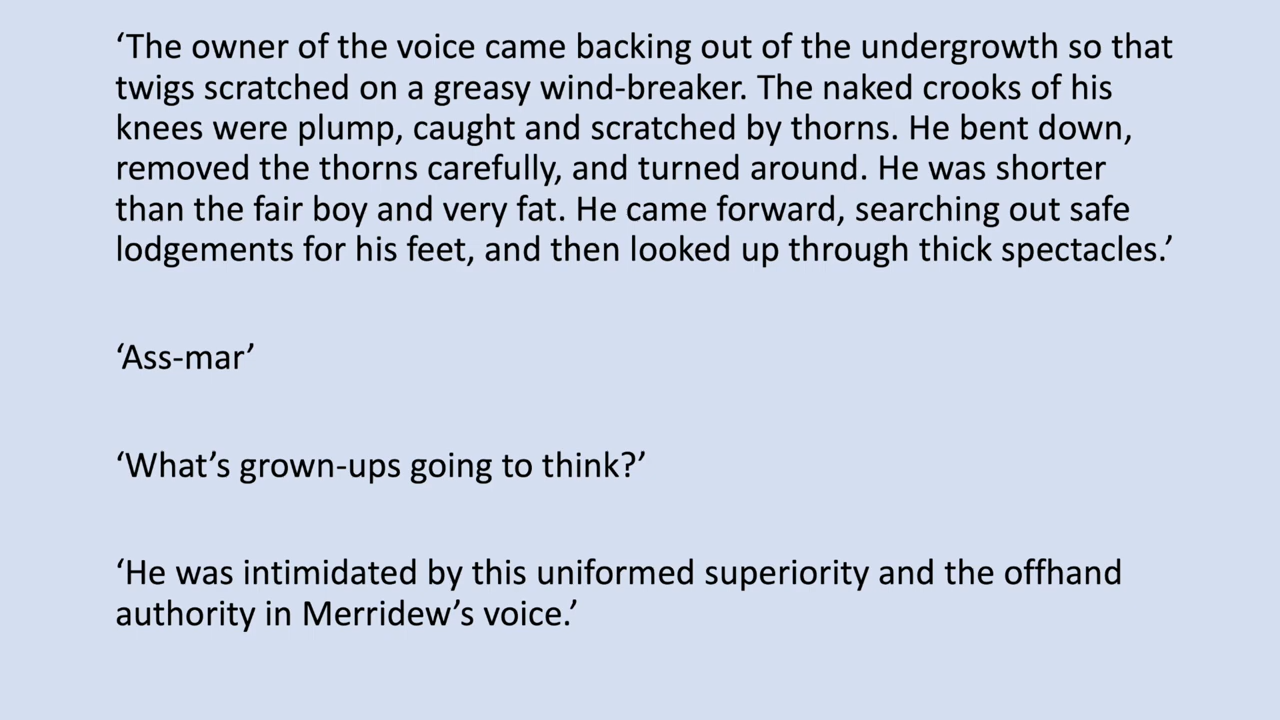 ‘The owner of the voice came backing out of the undergrowth so that
twigs scratched on a greasy wind-breaker. The naked crooks of his
knees were plump, caught and scratched by thorns. He bent down,
removed the thorns carefully, and turned around. He was shorter
than the fair boy and very fat. He came forward, searching out safe
lodgements for his feet, and then looked up through thick spectacles.’
‘Ass-mar’
‘What’s grown-ups going to think?’
‘He was intimidated by this uniformed superiority and the offhand
authority in Merridew’s voice.’